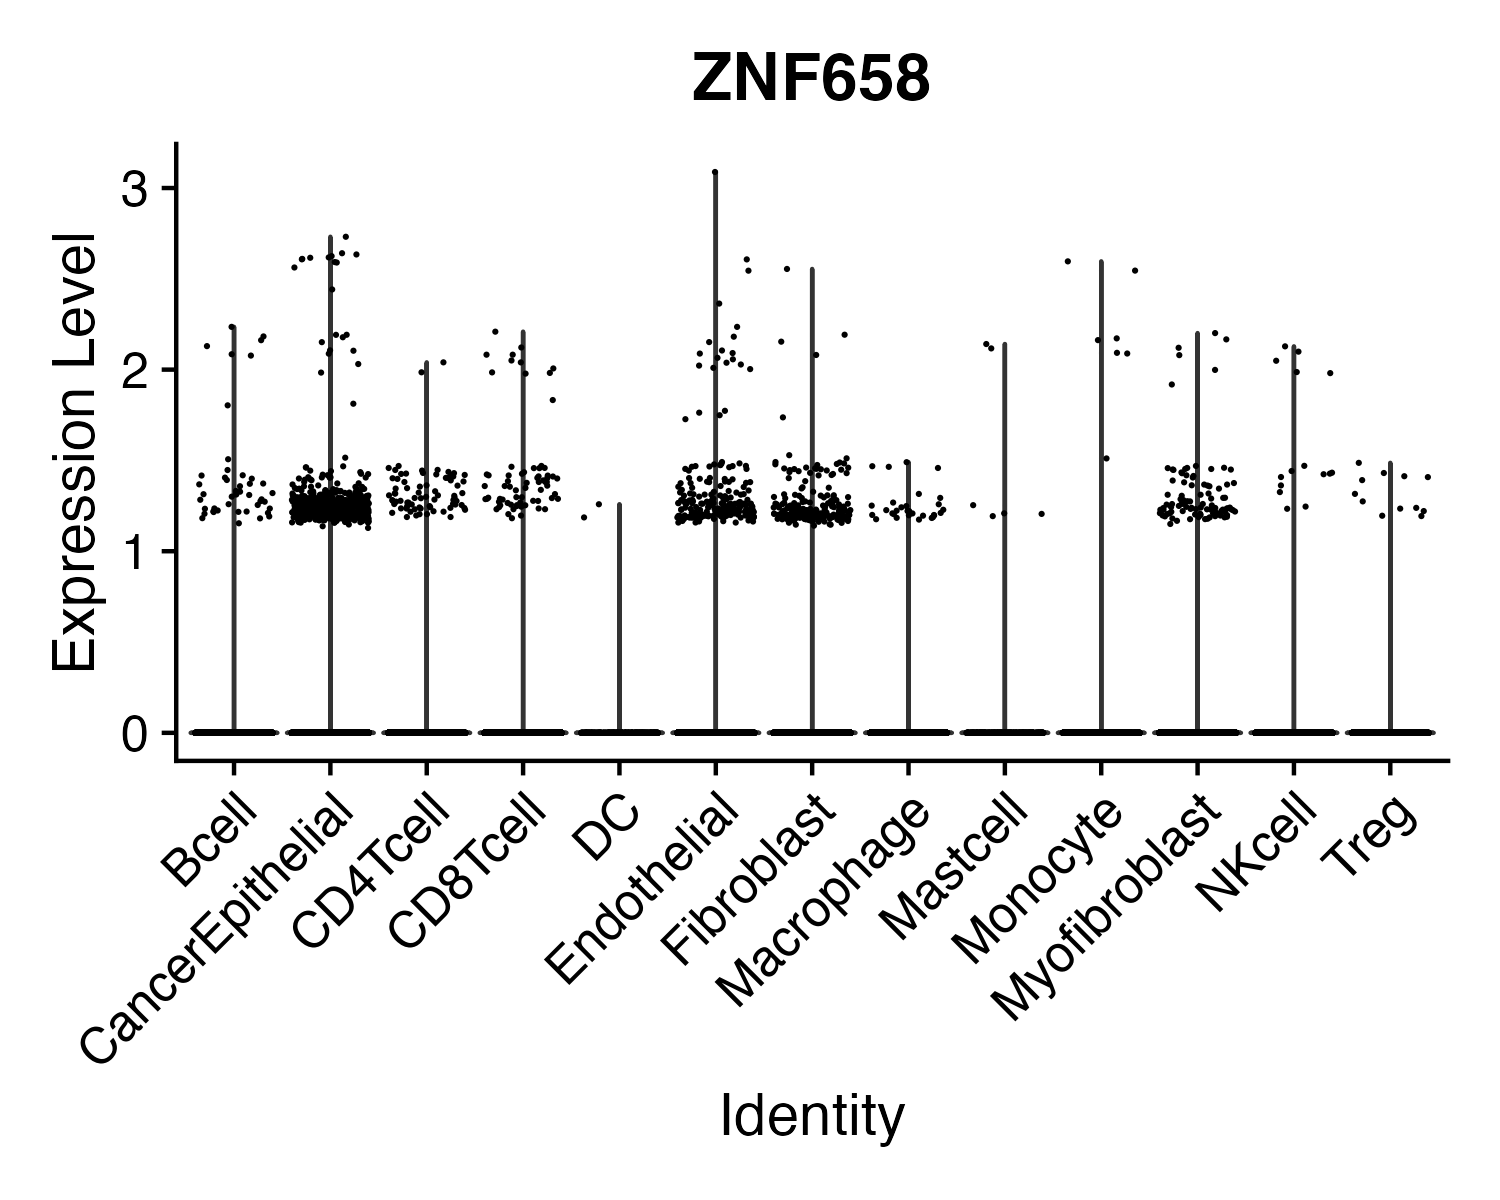 ZNF658
Expression Level
3
2
1
0
Bcell
CancerEpithelial
CD4Tcell
CD8Tcell
DC
Endothelial
Fibroblast
Macrophage
Mastcell
Monocyte
Myofibroblast
NKcell
Treg
Identity